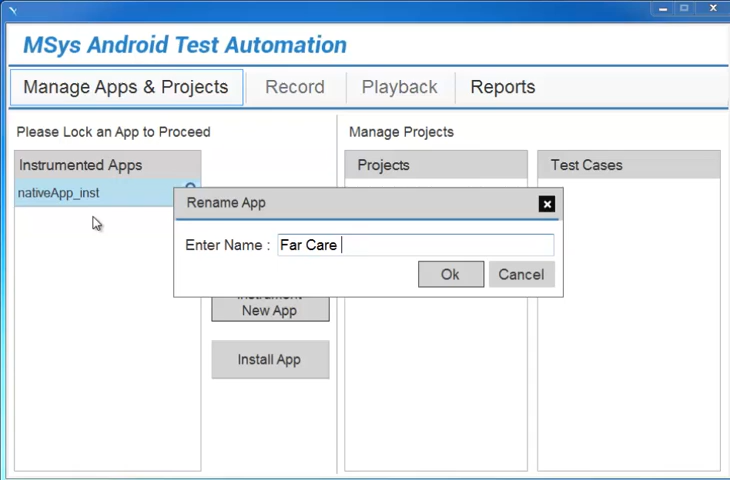 MSys Android Test Automation
Manage Apps & Projects
Record
Playback
Reports
Please Lock an App to Proceed
Manage Projects
Instrumented Apps
Projects
Test Cases
nativeApp_inst
Rename App
Enter Name :
Far Care
Ok
Cancel
Instrument
New App
Install App